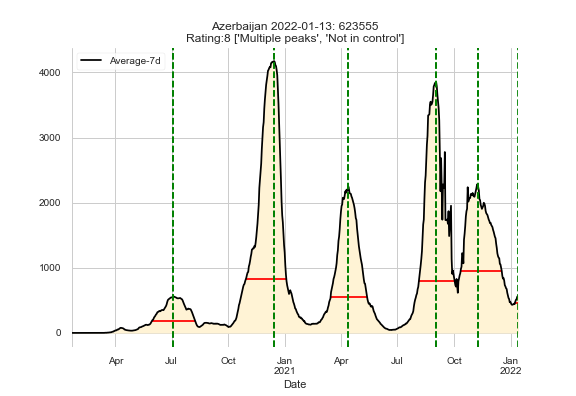 Azerbaijan 2022-01-13: 623555
Rating:8 ['Multiple peaks', 'Not in control']
Average-7d
4000
3000
2000
1000
0
Apr Jul Oct Jan Apr Jul Oct Jan
2021 2022
Date